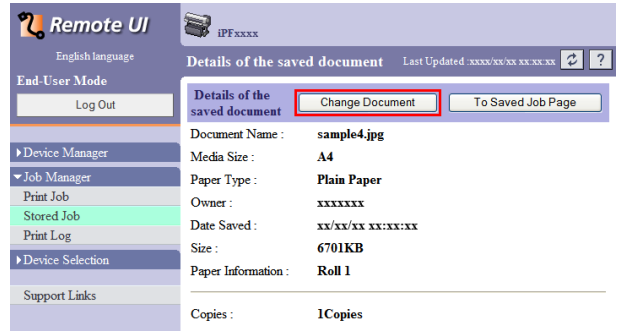 Remote UI
English language
End-User Mode
Log Out
▶Device Manager
▼Job Manager
Print Job
Stored Job
Print Log
▶Device Selection
Support Links
iPFxxxx
Details of the saved document Last Updated :xxxx/xx/xx xx:xx:xx ?
Details of the saved document Change Document To Saved Job Page
Document Name : sample4.jpg
Media Size : A4
Paper Type : Plain Paper
Owner : xxxxxxx
Date Saved : xx/xx/xx xx:xx:xx
Size : 6701KB
Paper Information : Roll 1
Copies : 1Copies